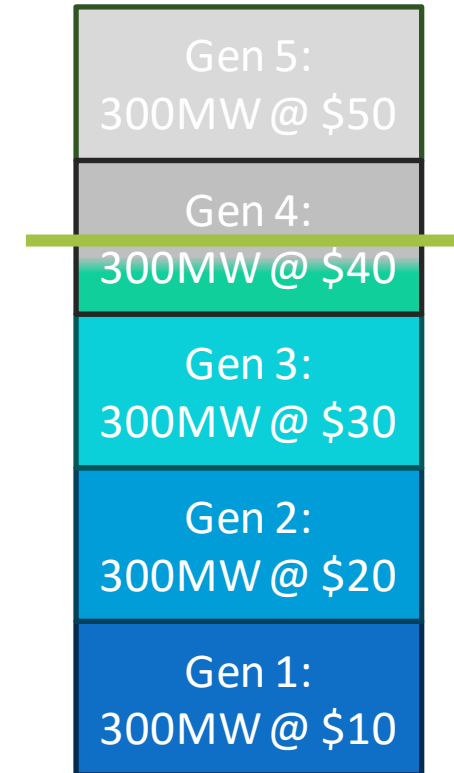 Gen 5:
300MW @ $50
Gen 4:
300MW @ $40
Gen 3:
300MW @ $30
Gen 2:
300MW @ $20
Gen 1:
300MW @ $10